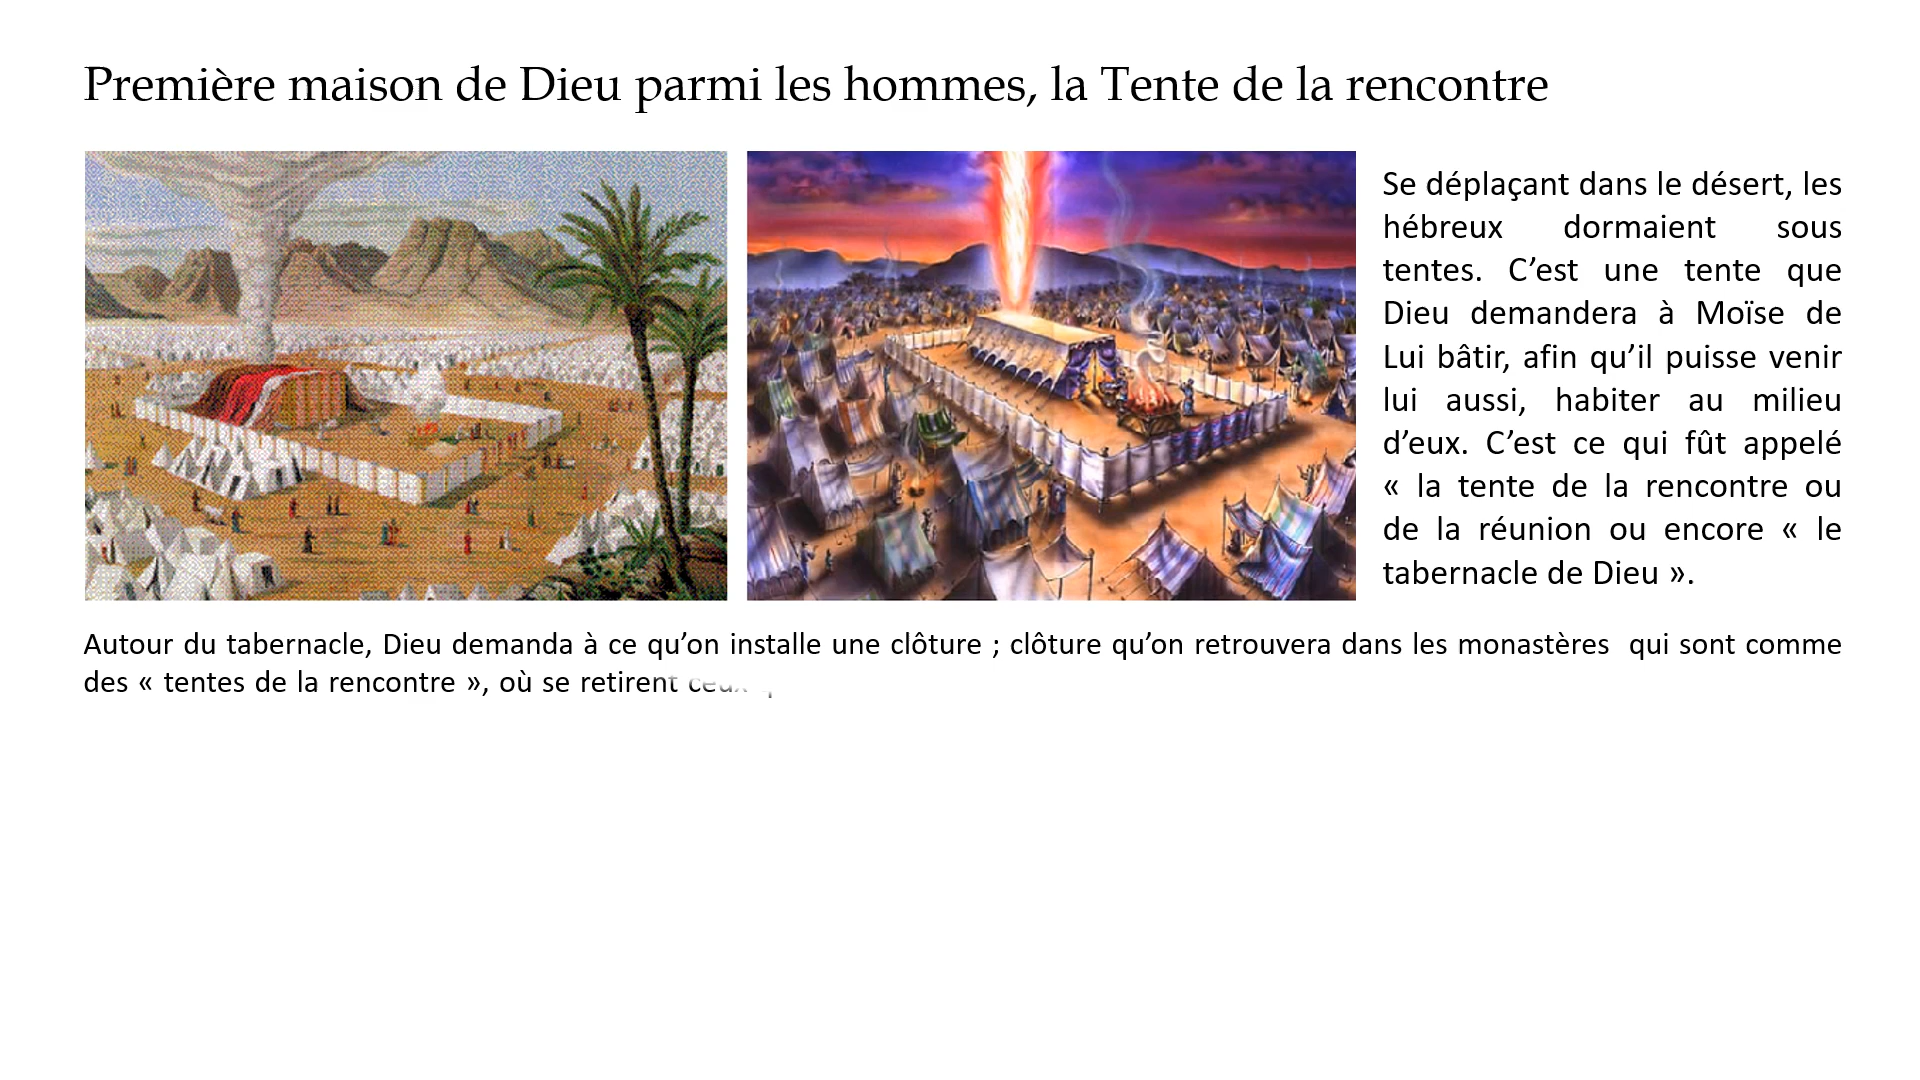 Première maison de Dieu parmi les hommes, la Tente de la rencontre
Se déplaçant dans le désert, les
hébreux dormaient sous
tentes. C’est une tente que
Dieu demandera à Moïse de
Lui bâtir, afin qu’il puisse venir
lui aussi, habiter au milieu
d’eux. C’est ce qui fût appelé
« la tente de la rencontre ou
de la réunion ou encore « le
tabernacle de Dieu ».
Autour du tabernacle, Dieu demanda à ce qu’on installe une clôture ; clôture qu’on retrouvera dans les monastères qui sont comme
des « tentes de la rencontre », où se retirent ceux